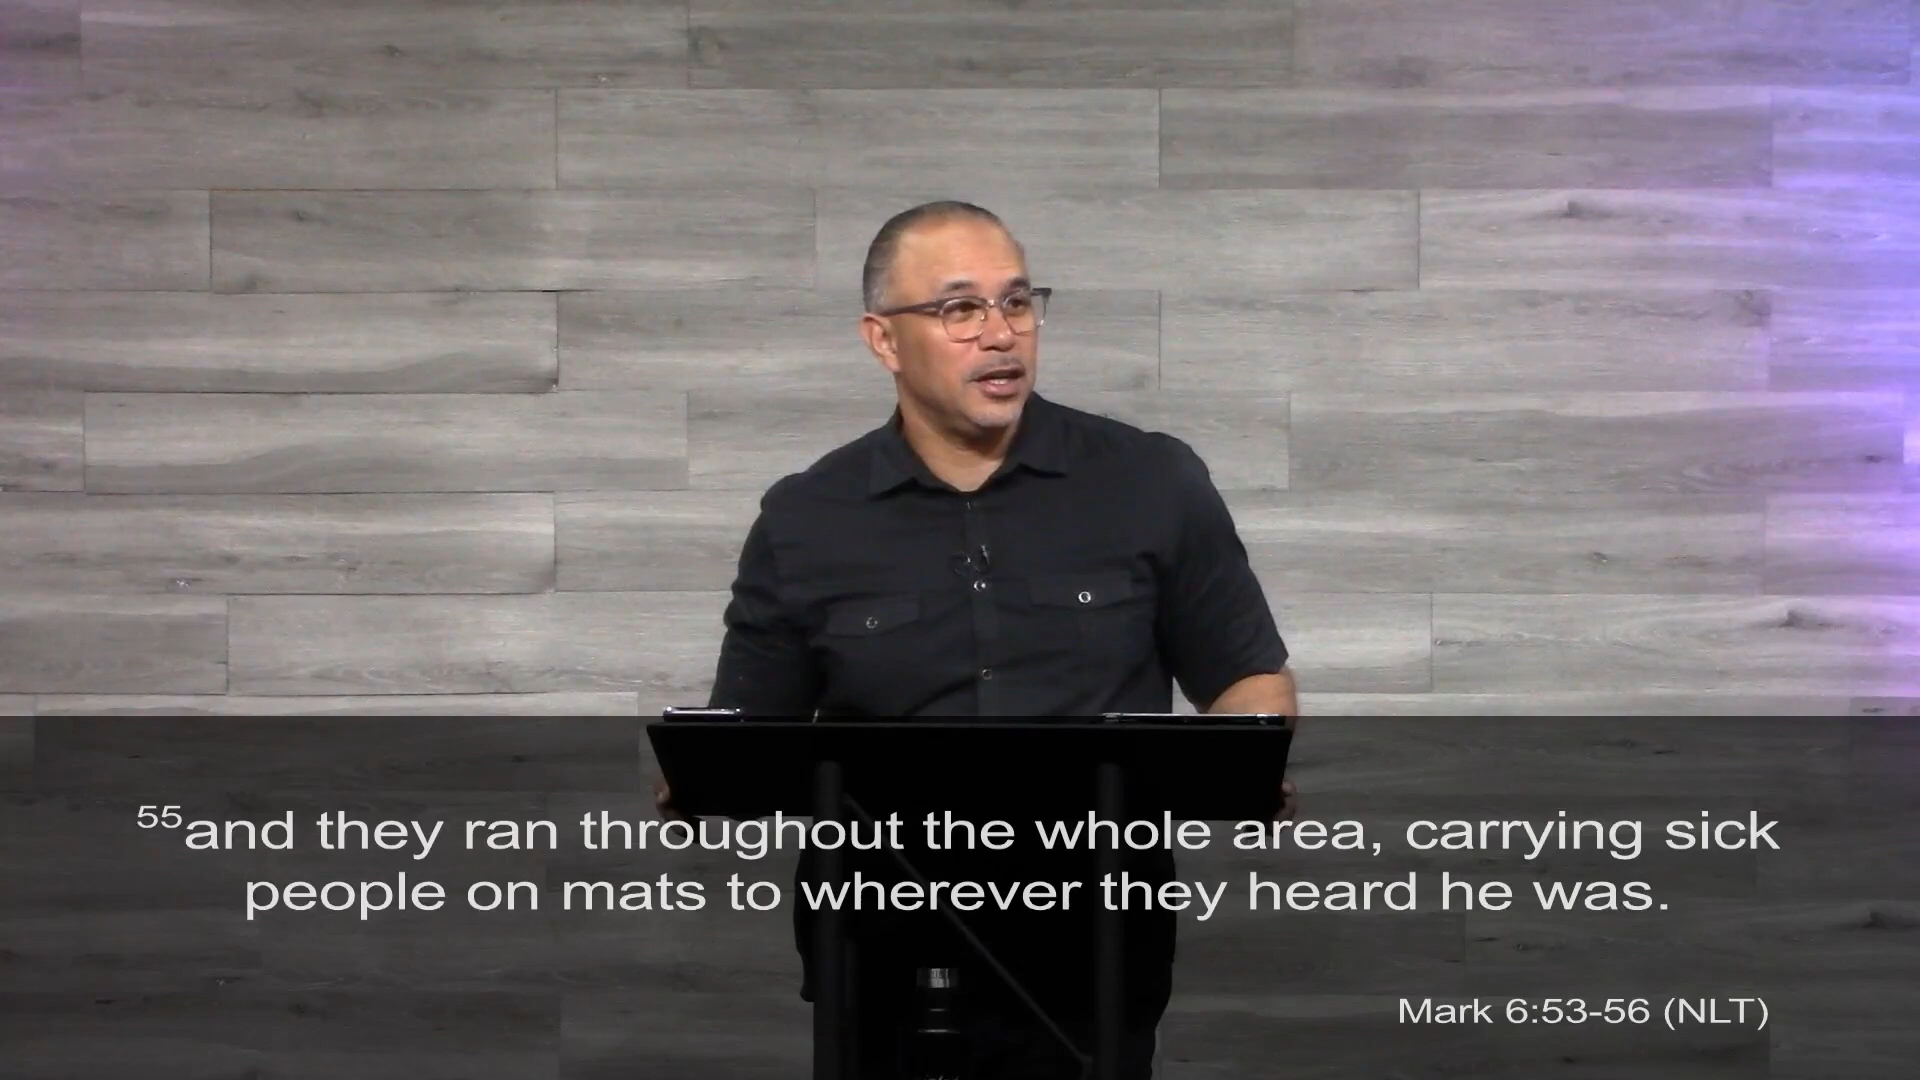 55and they ran throughout the whole area, carrying sick
people on mats to wherever they heard he was.
Mark 6:53-56 (NLT)